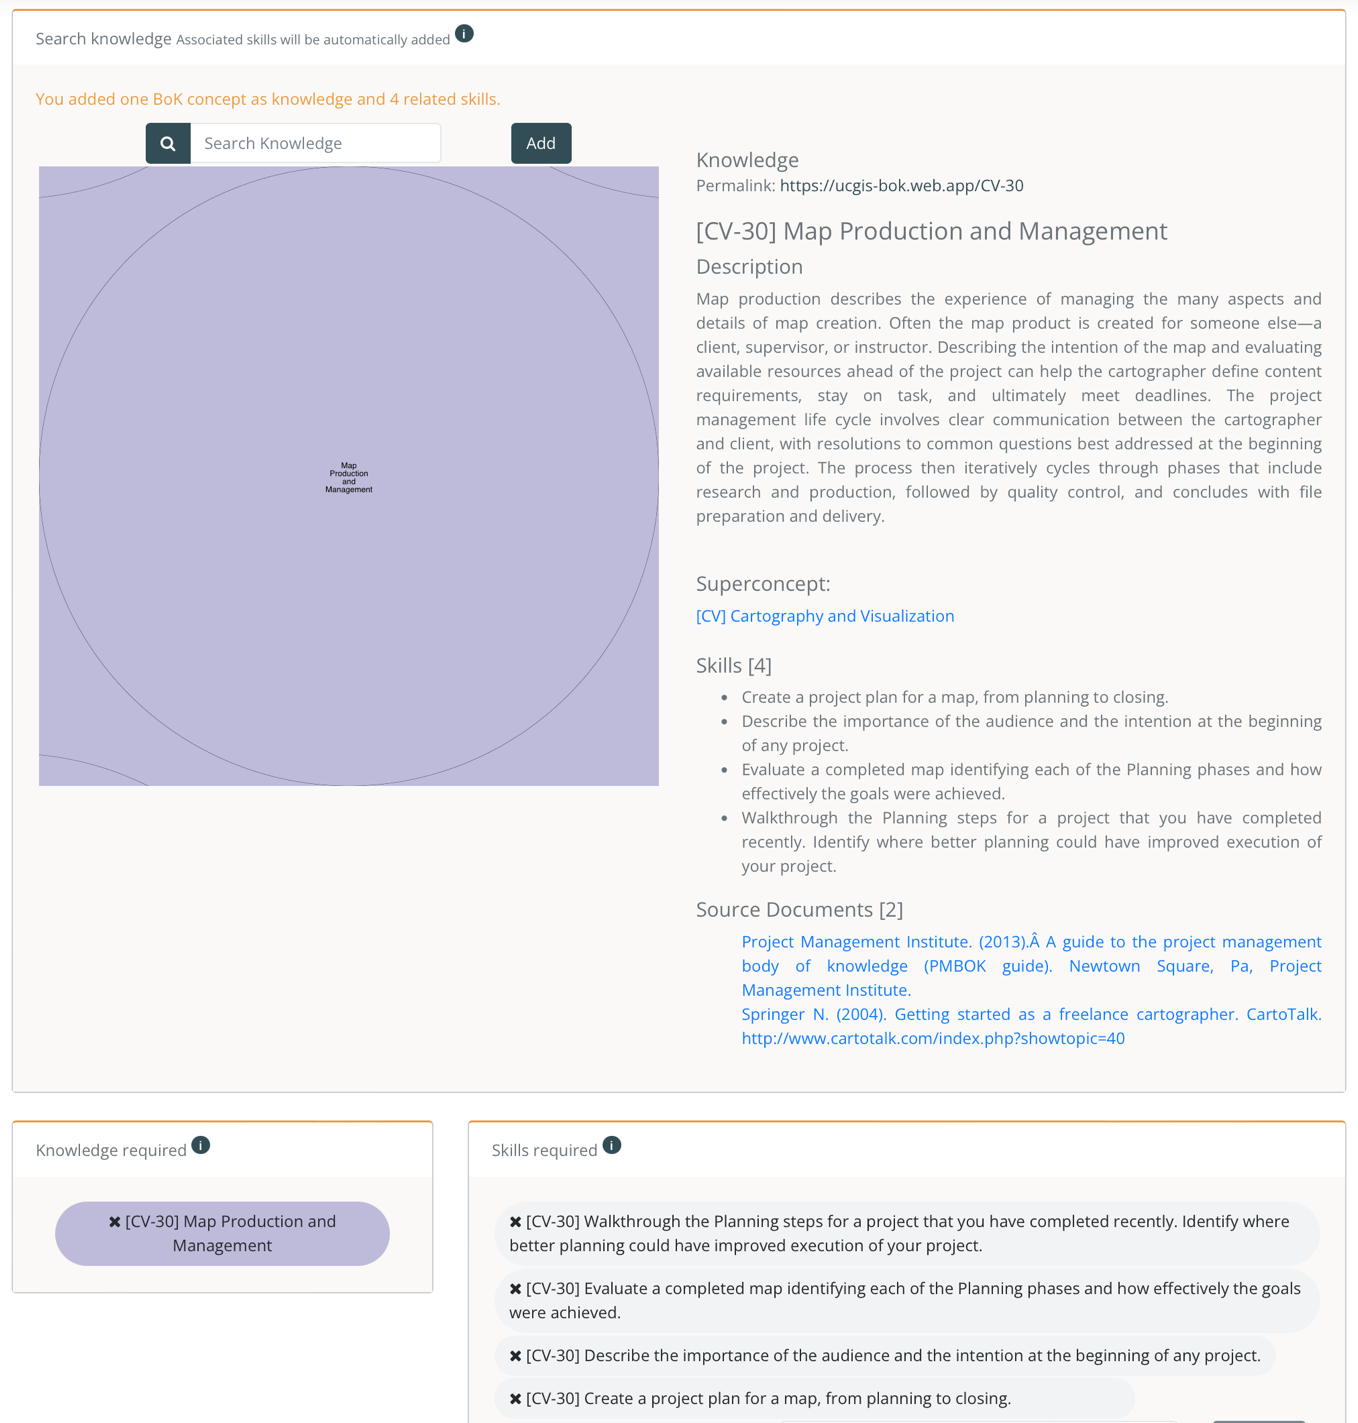 Search knowledge Associated skills will be automatically added i
You added one BoK concept as knowledge and 4 related skills.
Search Knowledge
Add
Map
Production
and
Management
Knowledge
Permalink: https://ucgis-bok.web.app/CV-30
[CV-30] Map Production and Management
Description
Map production describes the experience of managing the many aspects and
details of map creation. Often the map product is created for someone else—a
client, supervisor, or instructor. Describing the intention of the map and evaluating
available resources ahead of the project can help the cartographer define content
requirements, stay on task, and ultimately meet deadlines. The project
management life cycle involves clear communication between the cartographer
and client, with resolutions to common questions best addressed at the beginning
of the project. The process then iteratively cycles through phases that include
research and production, followed by quality control, and concludes with file
preparation and delivery.
Superconcept:
[CV] Cartography and Visualization
Skills [4]
• Create a project plan for a map, from planning to closing.
• Describe the importance of the audience and the intention at the beginning
of any project.
• Evaluate a completed map identifying each of the Planning phases and how
effectively the goals were achieved.
• Walkthrough the Planning steps for a project that you have completed
recently. Identify where better planning could have improved execution of
your project.
Source Documents [2]
Project Management Institute. (2013).Â A guide to the project management
body of knowledge (PMBOK guide). Newtown Square, Pa, Project
Management Institute.
Springer N. (2004). Getting started as a freelance cartographer. CartoTalk.
http://www.cartotalk.com/index.php?showtopic=40
Knowledge required i
✖ [CV-30] Map Production and
Management
Skills required i
✖ [CV-30] Walkthrough the Planning steps for a project that you have completed recently. Identify where
better planning could have improved execution of your project.
✖ [CV-30] Evaluate a completed map identifying each of the Planning phases and how effectively the goals
were achieved.
✖ [CV-30] Describe the importance of the audience and the intention at the beginning of any project.
✖ [CV-30] Create a project plan for a map, from planning to closing.